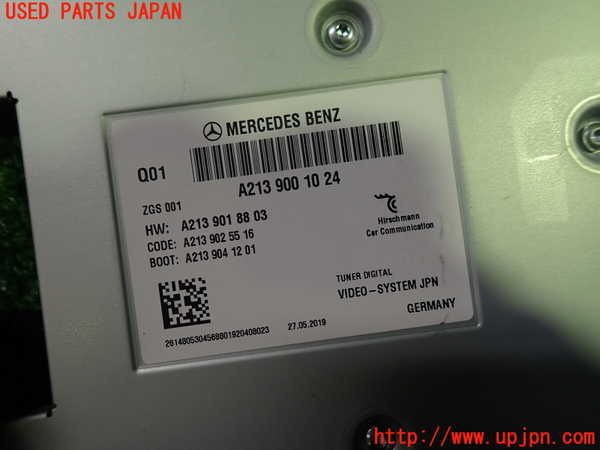 USED PARTS JAPAN
MERCEDES BENZ
Q01
A213 900 10 24
ZGS 001
HW: A213 901 88 03
CODE: A213 902 55 16
BOOT: A213 904 12 01
Hirschmann
Car Communication
TUNER DIGITAL
VIDEO-SYSTEM JPN
GERMANY
26148053045688019204080​23 27.05.2019
http://www.upjpn.com/